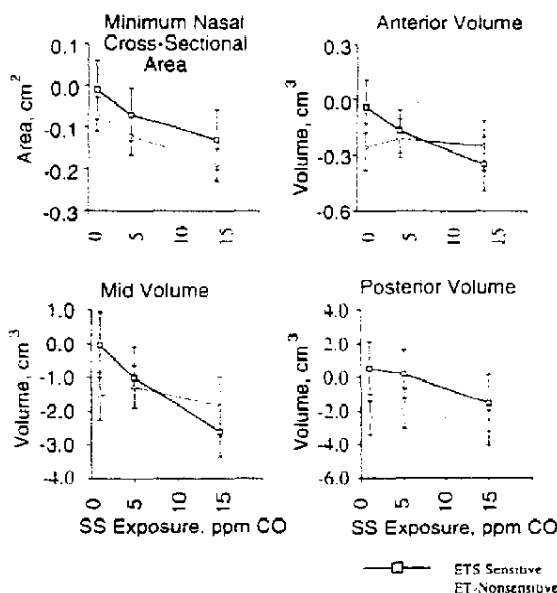 Minimum Nasal
Cross-Sectional
Area
Area, cm2
0.1
0.0
-0.1
-0.2
-0.3
0
5
10
15
Anterior Volume
Volume, cm3
0.3
0.0
-0.3
-0.6
0
5
10
15
Mid Volume
Volume, cm3
1.0
0.0
-1.0
-2.0
-3.0
-4.0
0
5
10
15
SS Exposure, ppm CO
Posterior Volume
Volume, cm3
4.0
2.0
0.0
-2.0
-4.0
-6.0
0
5
10
15
SS Exposure, ppm CO
ETS Sensitive
ET-Nonsensitive